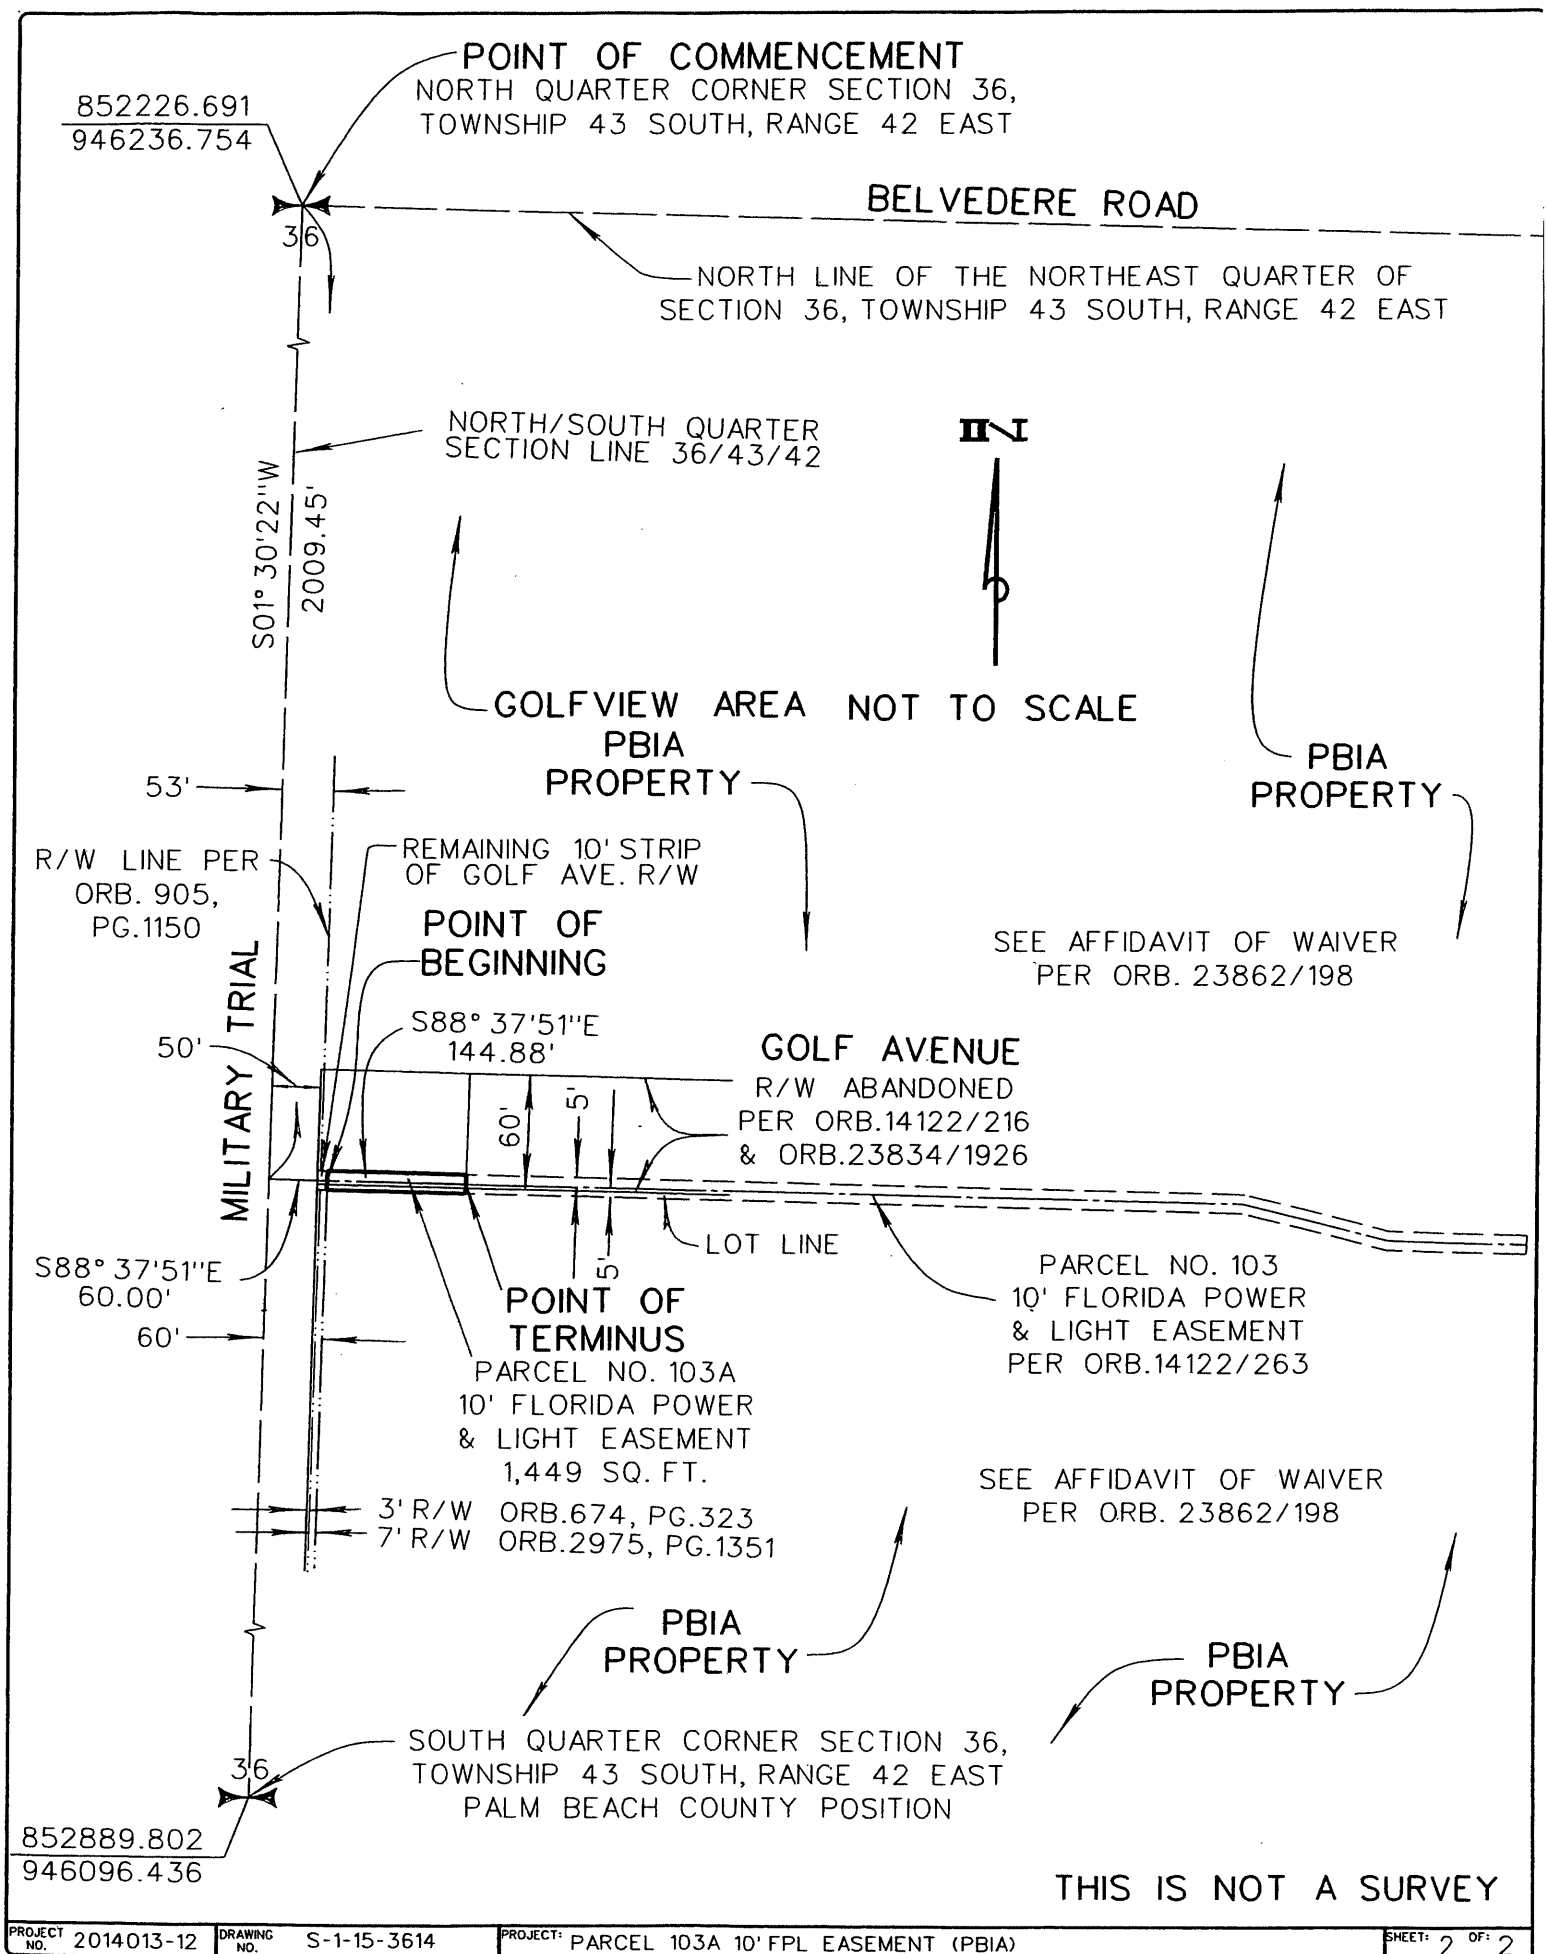 POINT OF COMMENCEMENT
NORTH QUARTER CORNER SECTION 36,
TOWNSHIP 43 SOUTH, RANGE 42 EAST
852226.691
946236.754
36
BELVEDERE ROAD
NORTH LINE OF THE NORTHEAST QUARTER OF
SECTION 36, TOWNSHIP 43 SOUTH, RANGE 42 EAST
NORTH/SOUTH QUARTER
SECTION LINE 36/43/42
N
S01° 30'22"W
2009.45'
GOLFVIEW AREA
NOT TO SCALE
PBIA
PROPERTY
PBIA
PROPERTY
53'
R/W LINE PER
ORB. 905,
PG.1150
REMAINING 10' STRIP
OF GOLF AVE. R/W
POINT OF
BEGINNING
SEE AFFIDAVIT OF WAIVER
PER ORB. 23862/198
MILITARY TRIAL
50'
S88° 37'51"E
144.88'
GOLF AVENUE
R/W ABANDONED
PER ORB.14122/216
& ORB.23834/1926
60'
5'
5'
LOT LINE
S88° 37'51"E
60.00'
60'
POINT OF
TERMINUS
PARCEL NO. 103A
10' FLORIDA POWER
& LIGHT EASEMENT
1,449 SQ. FT.
PARCEL NO. 103
10' FLORIDA POWER
& LIGHT EASEMENT
PER ORB.14122/263
3' R/W ORB.674, PG.323
7' R/W ORB.2975, PG.1351
SEE AFFIDAVIT OF WAIVER
PER ORB. 23862/198
PBIA
PROPERTY
PBIA
PROPERTY
36
SOUTH QUARTER CORNER SECTION 36,
TOWNSHIP 43 SOUTH, RANGE 42 EAST
PALM BEACH COUNTY POSITION
852889.802
946096.436
THIS IS NOT A SURVEY
PROJECT NO. 2014013-12
DRAWING NO. S-1-15-3614
PROJECT: PARCEL 103A 10' FPL EASEMENT (PBIA)
SHEET: 2 OF: 2